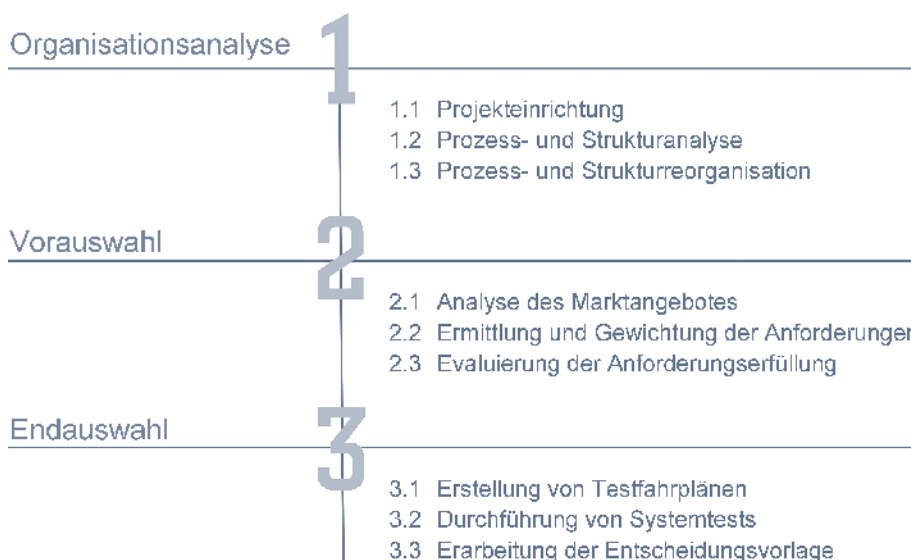 Organisationsanalyse 1
1.1 Projekteinrichtung
1.2 Prozess- und Strukturanalyse
1.3 Prozess- und Strukturreorganisation
Vorauswahl 2
2.1 Analyse des Marktangebotes
2.2 Ermittlung und Gewichtung der Anforderungen
2.3 Evaluierung der Anforderungserfüllung
Endauswahl 3
3.1 Erstellung von Testfahrplänen
3.2 Durchführung von Systemtests
3.3 Erarbeitung der Entscheidungsvorlage